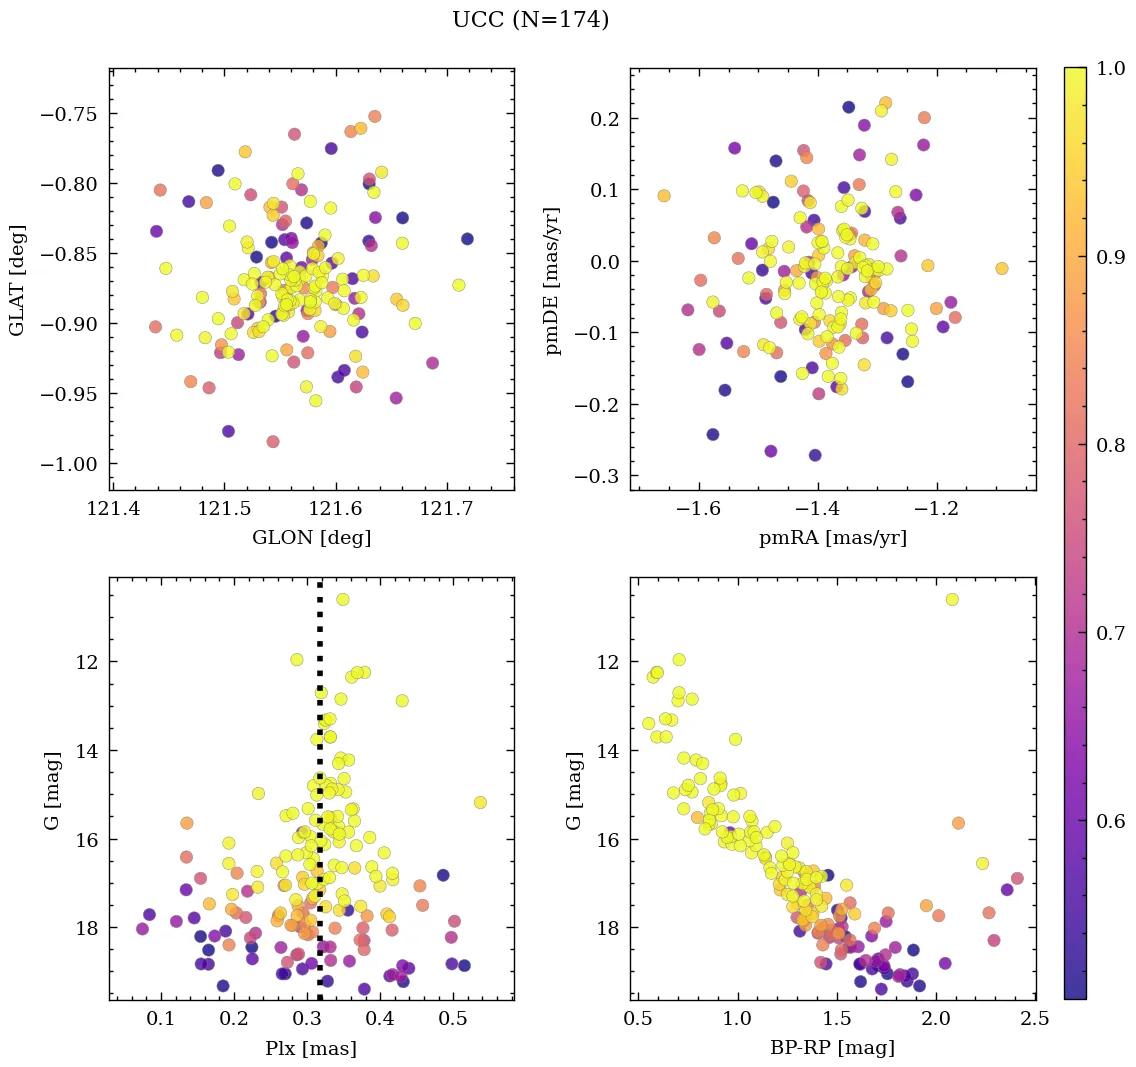 UCC (N=174)
−0.75
−0.80
−0.85
−0.90
−0.95
−1.00
GLAT [deg]
121.4 121.5 121.6 121.7
GLON [deg]
0.2
0.1
0.0
−0.1
−0.2
−0.3
pmDE [mas/yr]
−1.6 −1.4 −1.2
pmRA [mas/yr]
12
14
16
18
G [mag]
0.1 0.2 0.3 0.4 0.5
Plx [mas]
12
14
16
18
G [mag]
0.5 1.0 1.5 2.0 2.5
BP-RP [mag]
1.0
0.9
0.8
0.7
0.6